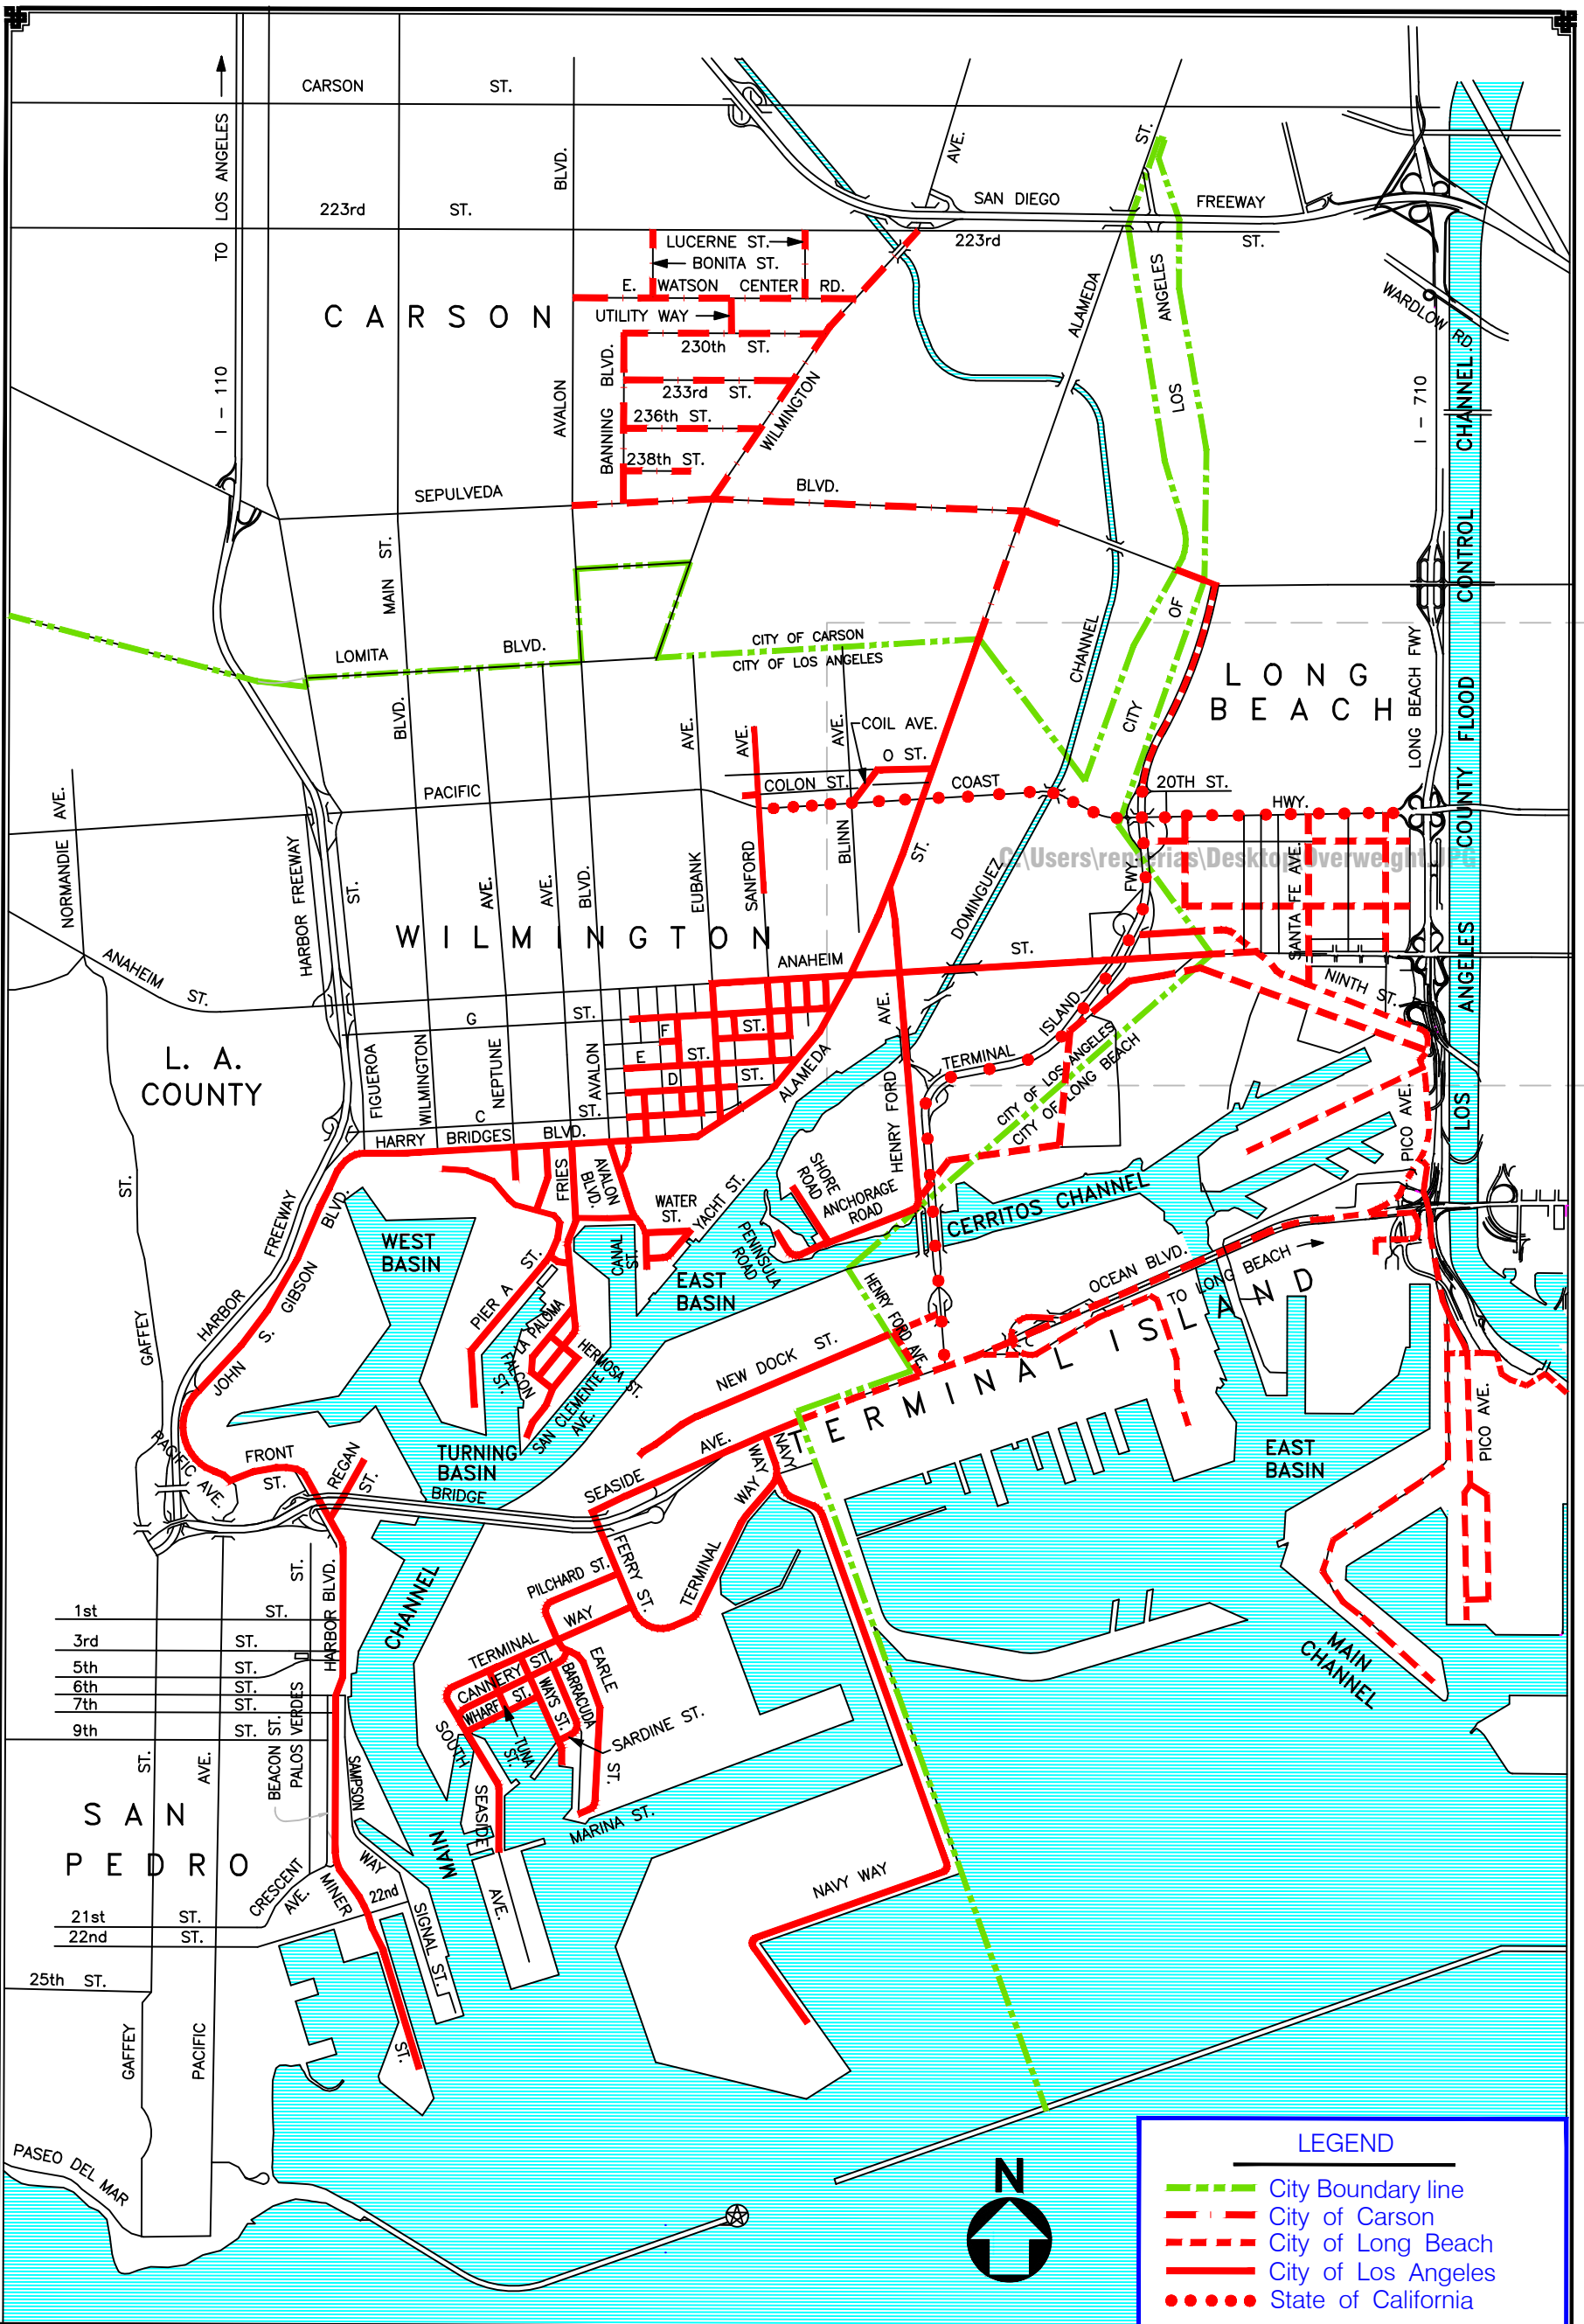 CARSON ST.
TO LOS ANGELES
BLVD.
AVE.
ST.
223rd ST.
SAN DIEGO FREEWAY
223rd ST.
LUCERNE ST.
BONITA ST.
E. WATSON CENTER RD.
UTILITY WAY
230th ST.
CARSON
BLVD.
233rd ST.
236th ST.
BANNING
238th ST.
WILMINGTON
AVALON
I - 110
ALAMEDA
ANGELES
LOS
OF
CITY
WARDLOW RD
I - 710
LOS ANGELES COUNTY FLOOD CONTROL CHANNEL
SEPULVEDA BLVD.
MAIN ST.
LOMITA BLVD.
CITY OF CARSON
CITY OF LOS ANGELES
CHANNEL
LONG
BEACH
LONG BEACH FWY
BLVD.
AVE.
AVE.
AVE.
COIL AVE.
O ST.
COLON ST.
PACIFIC COAST HWY.
20TH ST.
C:\Users\renterias\Desktop\Overweight.JPG
NORMANDIE AVE.
HARBOR FREEWAY
ST.
AVE.
AVE.
BLVD.
EUBANK
SANFORD
BLINN
ST.
DOMINGUEZ
FWY
SANTA FE AVE.
WILMINGTON
ANAHEIM ST.
ANAHEIM ST.
NINTH ST.
G ST.
F ST.
E ST.
D ST.
C ST.
L. A.
COUNTY
FIGUEROA
WILMINGTON
NEPTUNE
AVALON
ALAMEDA
AVE.
HENRY FORD
TERMINAL ISLAND
CITY OF LOS ANGELES
CITY OF LONG BEACH
PICO AVE.
HARRY BRIDGES BLVD.
FRIES
AVALON BLVD.
WATER ST.
YACHT ST.
CANAL ST.
SHORE ROAD
ANCHORAGE ROAD
PENINSULA ROAD
CERRITOS CHANNEL
ST.
GAFFEY
HARBOR FREEWAY
JOHN S. GIBSON BLVD.
WEST
BASIN
EAST
BASIN
PIER A ST.
LA PALOMA
FALCON ST.
HERMOSA ST.
SAN CLEMENTE AVE.
HENRY FORD AVE.
NEW DOCK ST.
OCEAN BLVD.
TO LONG BEACH
TERMINAL ISLAND
PACIFIC AVE.
FRONT ST.
REGAN ST.
TURNING
BASIN
BRIDGE
SEASIDE AVE.
NAVY WAY
EAST
BASIN
PICO AVE.
FERRY ST.
PILCHARD ST.
TERMINAL WAY
TERMINAL WAY
CANNERY ST.
WHARF ST.
WAYS ST.
BARRACUDA
EARLE ST.
TUNA ST.
SARDINE ST.
SOUTH SEASIDE AVE.
MARINA ST.
MAIN CHANNEL
MAIN
CHANNEL
ST.
HARBOR BLVD.
1st ST.
3rd ST.
5th ST.
6th ST.
7th ST.
9th ST.
BEACON ST.
PALOS VERDES
SAMPSON WAY
ST.
AVE.
SAN
PEDRO
CRESCENT AVE.
MINER ST.
22nd
SIGNAL ST.
21st ST.
22nd ST.
25th ST.
NAVY WAY
GAFFEY
PACIFIC
PASEO DEL MAR
N
LEGEND
City Boundary line
City of Carson
City of Long Beach
City of Los Angeles
State of California